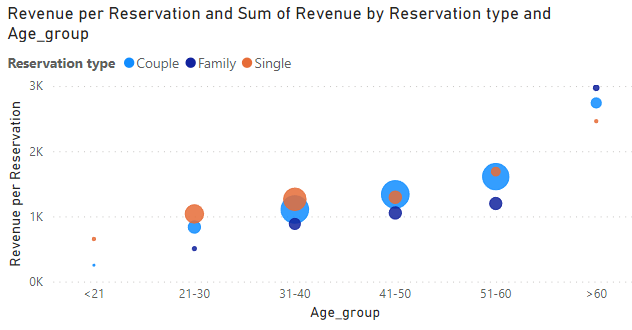 Revenue per Reservation and Sum of Revenue by Reservation type and
Age_group
Reservation type Couple Family Single
3K
2K
1K
0K
Revenue per Reservation
<21 21-30 31-40 41-50 51-60 >60
Age_group